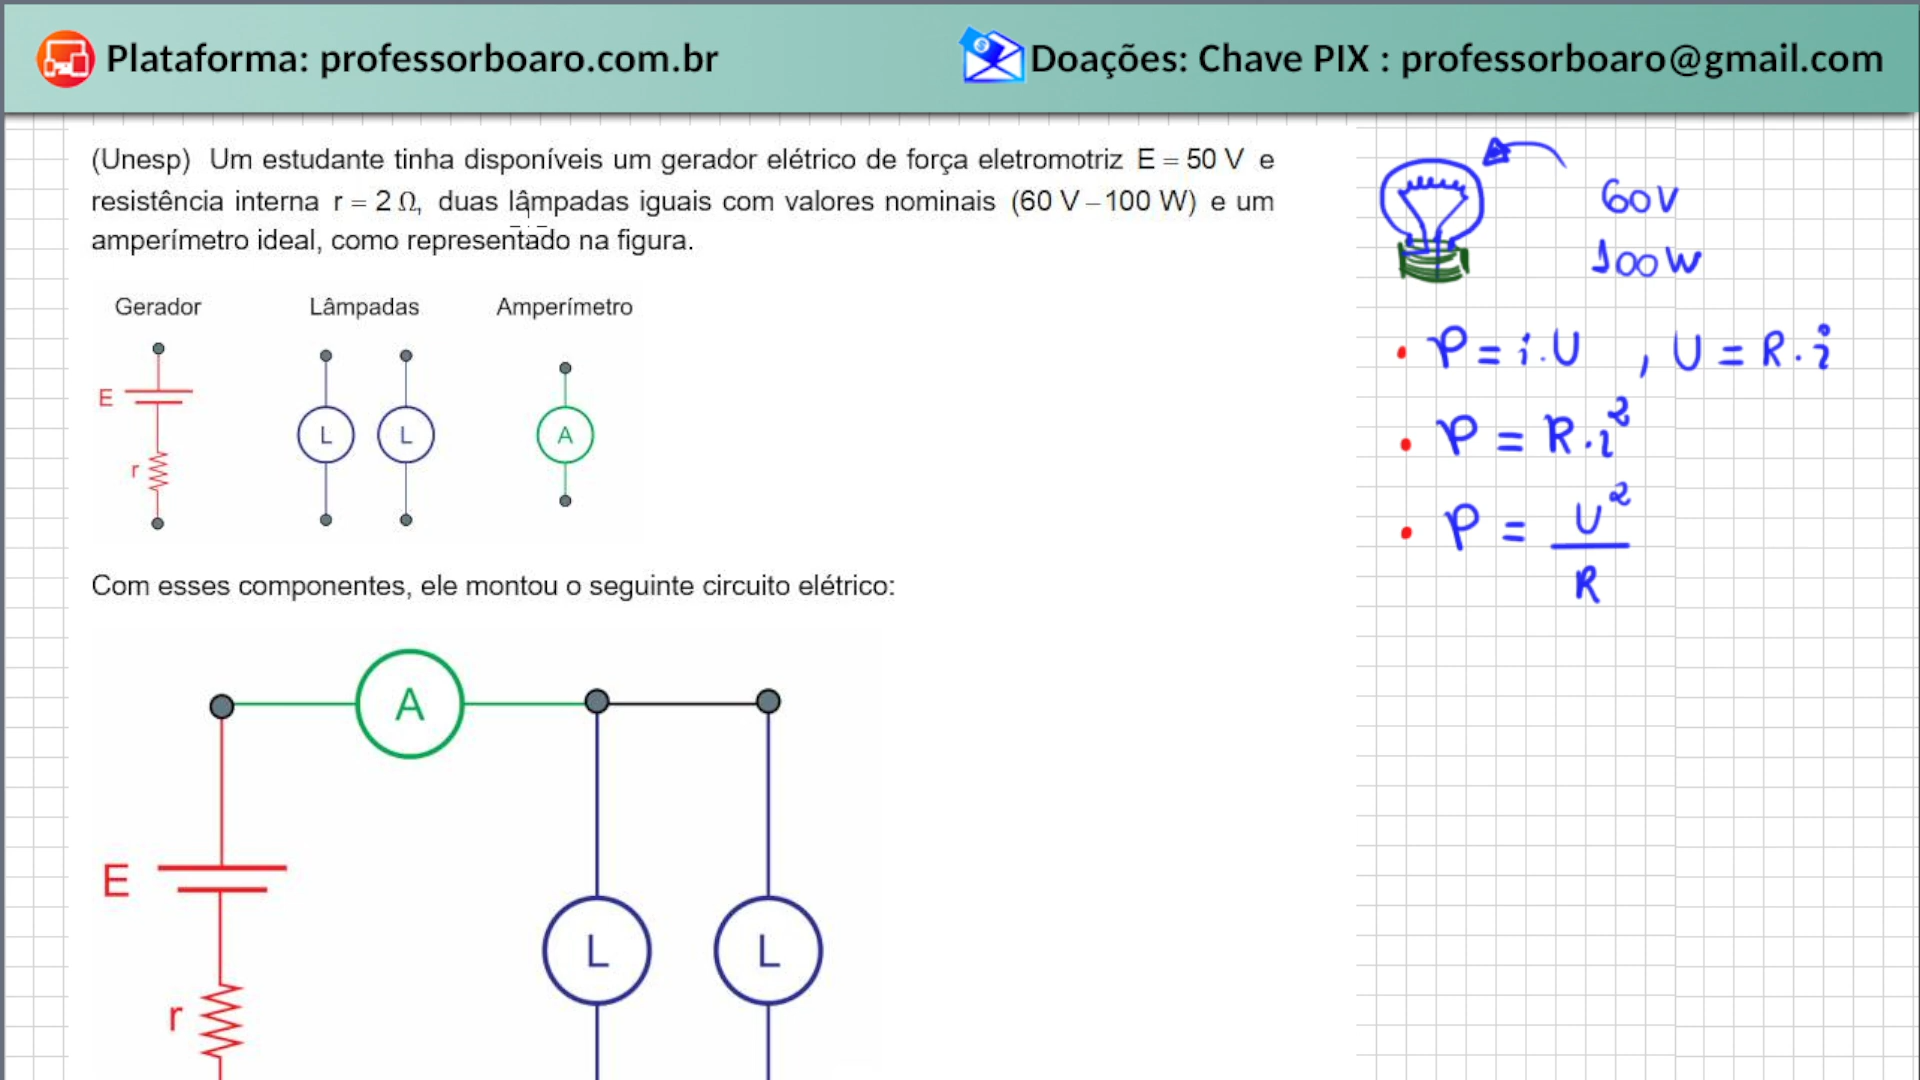 Plataforma: professorboaro.com.br
Doações: Chave PIX : professorboaro@gmail.com
(Unesp) Um estudante tinha disponíveis um gerador elétrico de força eletromotriz E = 50 V e
resistência interna r = 2 Ω, duas lâmpadas iguais com valores nominais (60 V – 100 W) e um
amperímetro ideal, como representado na figura.
Gerador Lâmpadas Amperímetro
E
r
L L
A
Com esses componentes, ele montou o seguinte circuito elétrico:
A
E
r
L L
60V
100W
• P = i.U , U = R.i
• P = R.i²
• P = U²
R